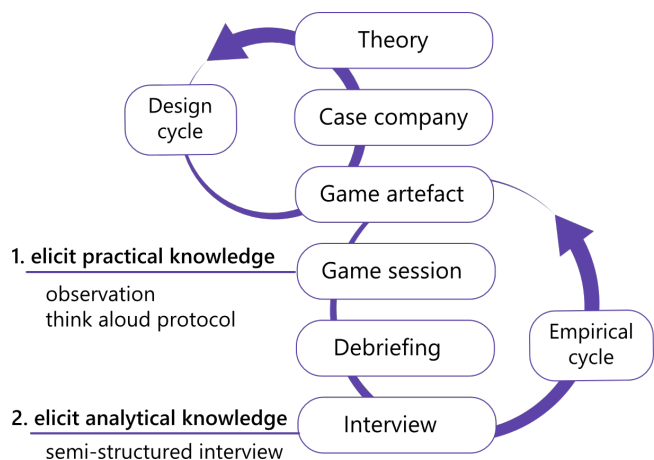 Theory
Design
cycle
Case company
Game artefact
1. elicit practical knowledge
Game session
observation
think aloud protocol
Debriefing
Empirical
cycle
2. elicit analytical knowledge
Interview
semi-structured interview